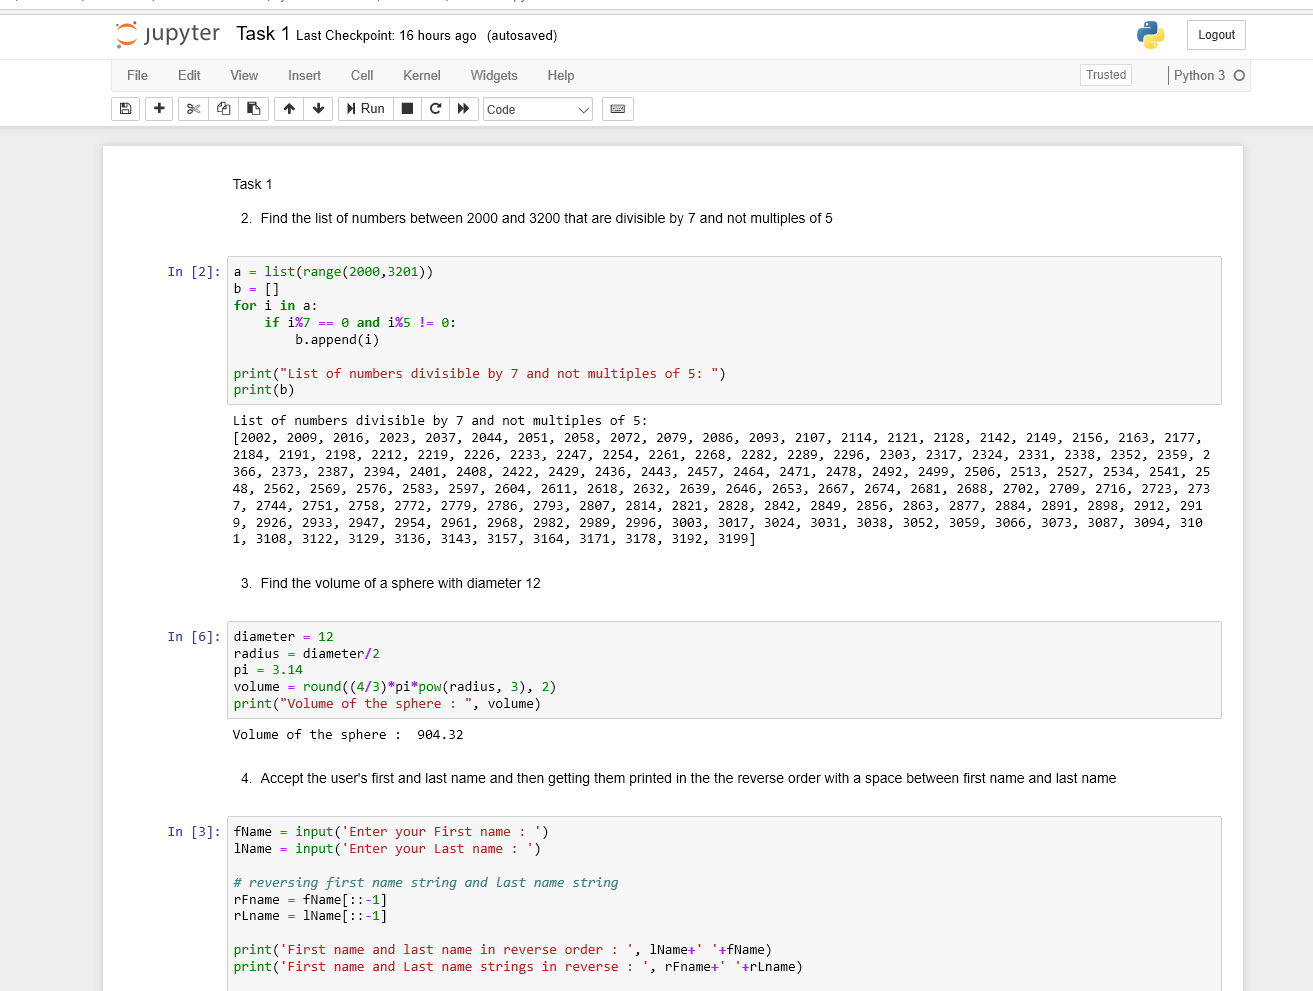 jupyter Task 1 Last Checkpoint: 16 hours ago (autosaved)
Logout
File Edit View Insert Cell Kernel Widgets Help
Trusted
Python 3
Run
Code
Task 1
2. Find the list of numbers between 2000 and 3200 that are divisible by 7 and not multiples of 5
In [2]: a = list(range(2000,3201))
b = []
for i in a:
    if i%7 == 0 and i%5 != 0:
        b.append(i)
print("List of numbers divisible by 7 and not multiples of 5: ")
print(b)
List of numbers divisible by 7 and not multiples of 5:
[2002, 2009, 2016, 2023, 2037, 2044, 2051, 2058, 2072, 2079, 2086, 2093, 2107, 2114, 2121, 2128, 2142, 2149, 2156, 2163, 2177,
2184, 2191, 2198, 2212, 2219, 2226, 2233, 2247, 2254, 2261, 2268, 2282, 2289, 2296, 2303, 2317, 2324, 2331, 2338, 2352, 2359, 2
366, 2373, 2387, 2394, 2401, 2408, 2422, 2429, 2436, 2443, 2457, 2464, 2471, 2478, 2492, 2499, 2506, 2513, 2527, 2534, 2541, 25
48, 2562, 2569, 2576, 2583, 2597, 2604, 2611, 2618, 2632, 2639, 2646, 2653, 2667, 2674, 2681, 2688, 2702, 2709, 2716, 2723, 273
7, 2744, 2751, 2758, 2772, 2779, 2786, 2793, 2807, 2814, 2821, 2828, 2842, 2849, 2856, 2863, 2877, 2884, 2891, 2898, 2912, 291
9, 2926, 2933, 2947, 2954, 2961, 2968, 2982, 2989, 2996, 3003, 3017, 3024, 3031, 3038, 3052, 3059, 3066, 3073, 3087, 3094, 310
1, 3108, 3122, 3129, 3136, 3143, 3157, 3164, 3171, 3178, 3192, 3199]
3. Find the volume of a sphere with diameter 12
In [6]: diameter = 12
radius = diameter/2
pi = 3.14
volume = round((4/3)*pi*pow(radius, 3), 2)
print("Volume of the sphere : ", volume)
Volume of the sphere :  904.32
4. Accept the user's first and last name and then getting them printed in the the reverse order with a space between first name and last name
In [3]: fName = input('Enter your First name : ')
lName = input('Enter your Last name : ')
# reversing first name string and last name string
rFname = fName[::-1]
rLname = lName[::-1]
print('First name and last name in reverse order : ', lName+' '+fName)
print('First name and Last name strings in reverse : ', rFname+' '+rLname)